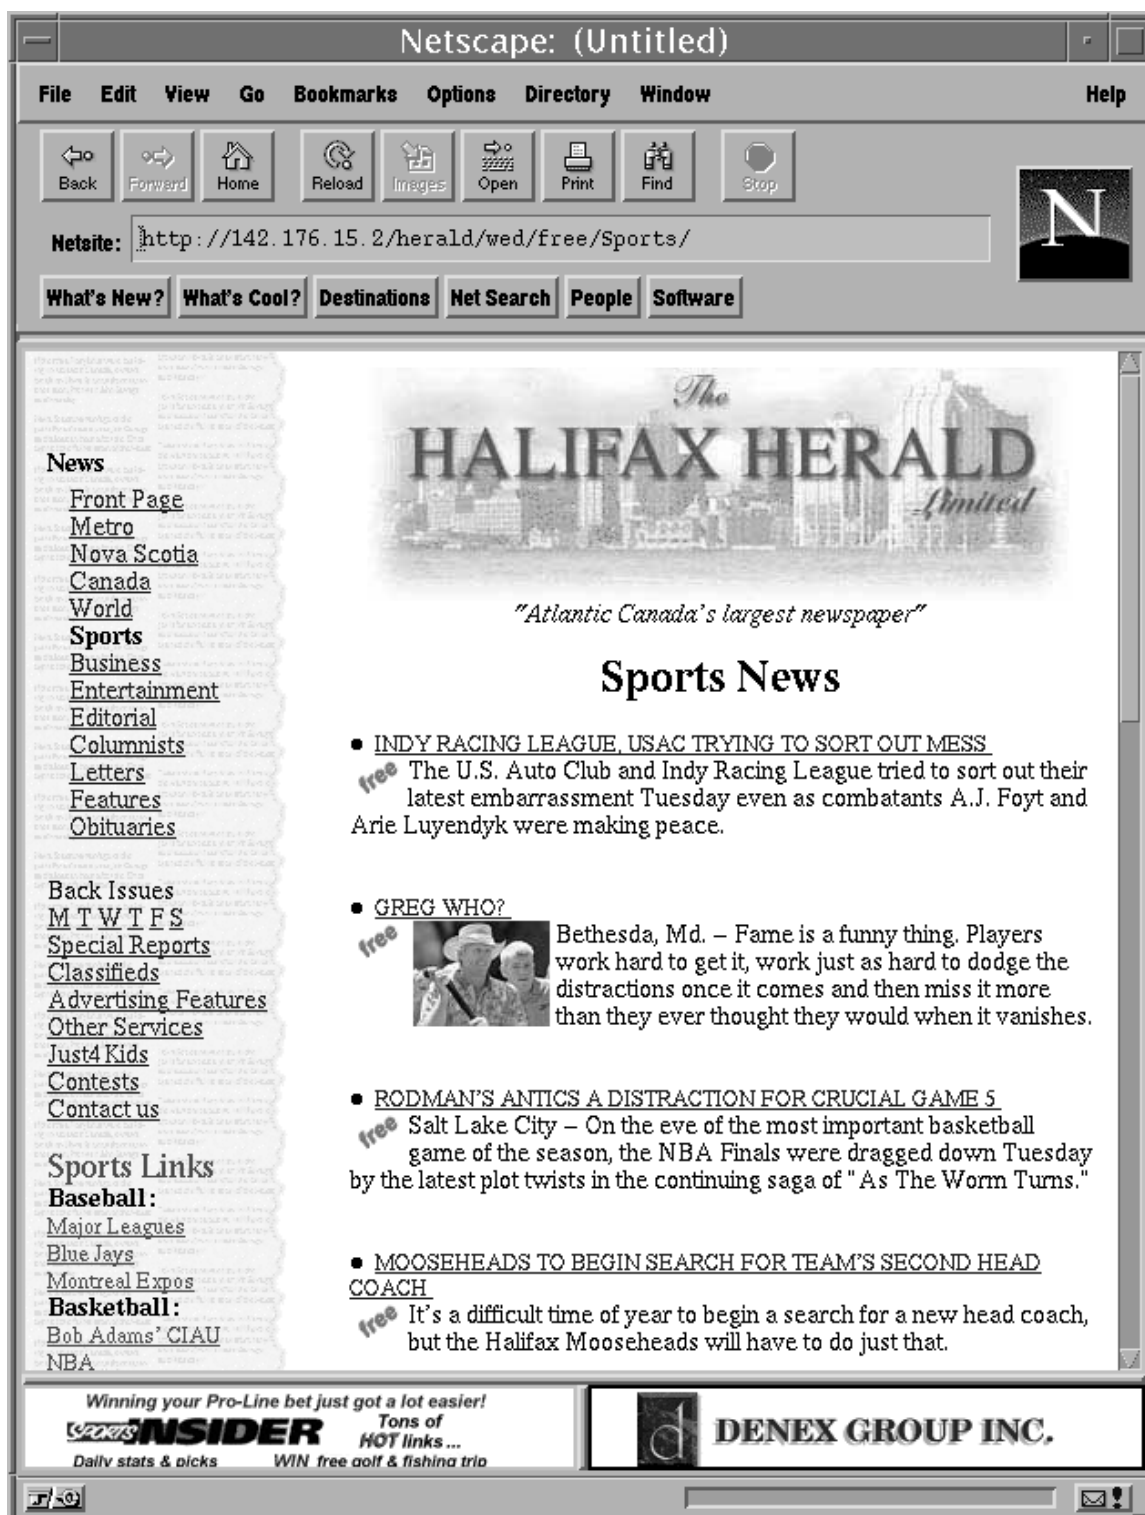 Netscape: (Untitled)
File Edit View Go Bookmarks Options Directory Window Help
Back Forward Home Reload Images Open Print Find Stop
N
Netsite: http://142.176.15.2/herald/wed/free/Sports/
What's New? What's Cool? Destinations Net Search People Software
News
Front Page
Metro
Nova Scotia
Canada
World
Sports
Business
Entertainment
Editorial
Columnists
Letters
Features
Obituaries
Back Issues
M T W T F S
Special Reports
Classifieds
Advertising Features
Other Services
Just4 Kids
Contests
Contact us
Sports Links
Baseball:
Major Leagues
Blue Jays
Montreal Expos
Basketball:
Bob Adams' CIAU
NBA
The
HALIFAX HERALD
Limited
"Atlantic Canada's largest newspaper"
Sports News
● INDY RACING LEAGUE, USAC TRYING TO SORT OUT MESS
free The U.S. Auto Club and Indy Racing League tried to sort out their
latest embarrassment Tuesday even as combatants A.J. Foyt and
Arie Luyendyk were making peace.
● GREG WHO?
free Bethesda, Md. – Fame is a funny thing. Players
work hard to get it, work just as hard to dodge the
distractions once it comes and then miss it more
than they ever thought they would when it vanishes.
● RODMAN'S ANTICS A DISTRACTION FOR CRUCIAL GAME 5
free Salt Lake City – On the eve of the most important basketball
game of the season, the NBA Finals were dragged down Tuesday
by the latest plot twists in the continuing saga of "As The Worm Turns."
● MOOSEHEADS TO BEGIN SEARCH FOR TEAM'S SECOND HEAD
COACH
free It's a difficult time of year to begin a search for a new head coach,
but the Halifax Mooseheads will have to do just that.
Winning your Pro-Line bet just got a lot easier!
SPORTS INSIDER Tons of
HOT links ...
Daily stats & picks WIN free golf & fishing trip
d DENEX GROUP INC.